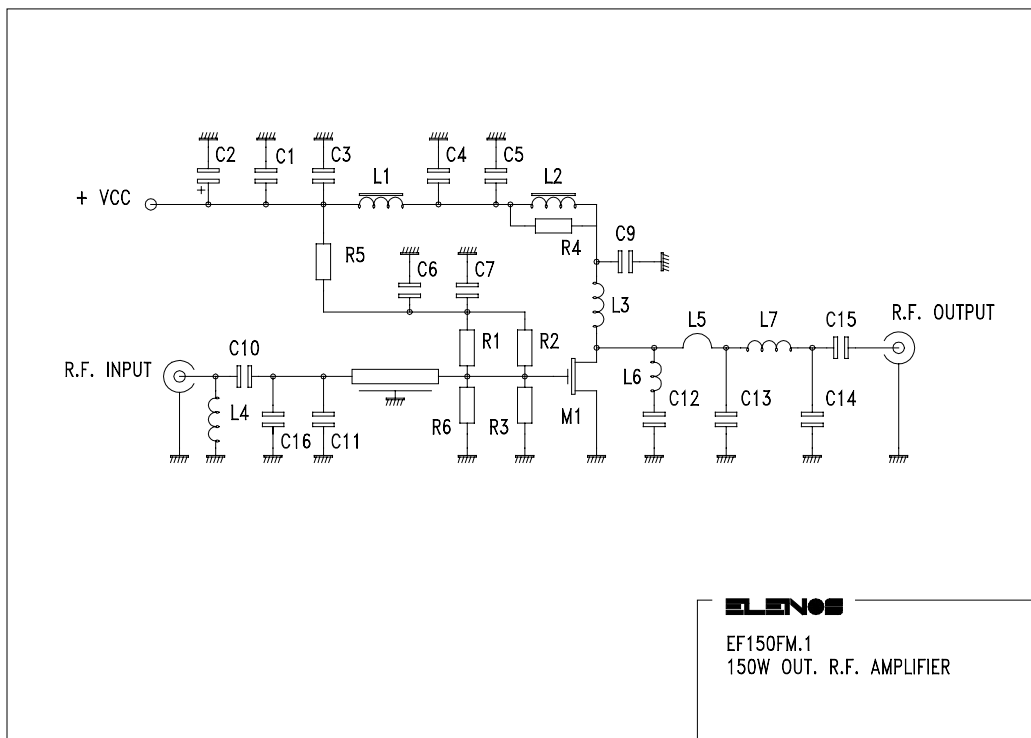 C2 C1 C3 C4 C5
L1 L2
+ VCC
+
R4 C9
R5 C6 C7
L3
R.F. OUTPUT
L5 L7 C15
R1 R2
C10
R.F. INPUT
L6
L4 C12 C13 C14
M1
C16 C11 R6 R3
ELENOS
EF150FM.1
150W OUT. R.F. AMPLIFIER